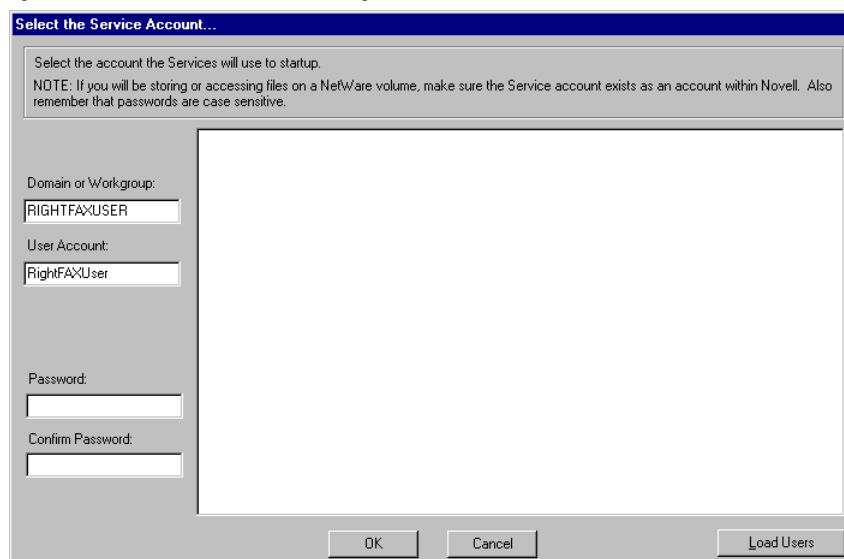 Select the Service Account...
Select the account the Services will use to startup.
NOTE: If you will be storing or accessing files on a NetWare volume, make sure the Service account exists as an account within Novell. Also
remember that passwords are case sensitive.
Domain or Workgroup:
RIGHTFAXUSER
User Account:
RightFAXUser
Password:
Confirm Password:
OK
Cancel
Load Users